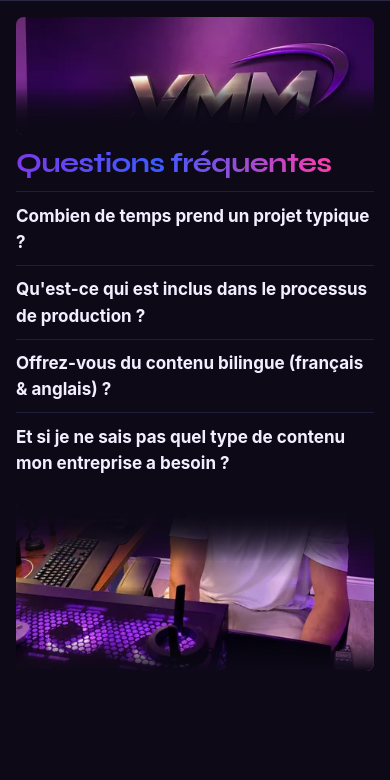 VMM
Questions fréquentes
Combien de temps prend un projet typique
?
Qu'est-ce qui est inclus dans le processus
de production ?
Offrez-vous du contenu bilingue (français
& anglais) ?
Et si je ne sais pas quel type de contenu
mon entreprise a besoin ?